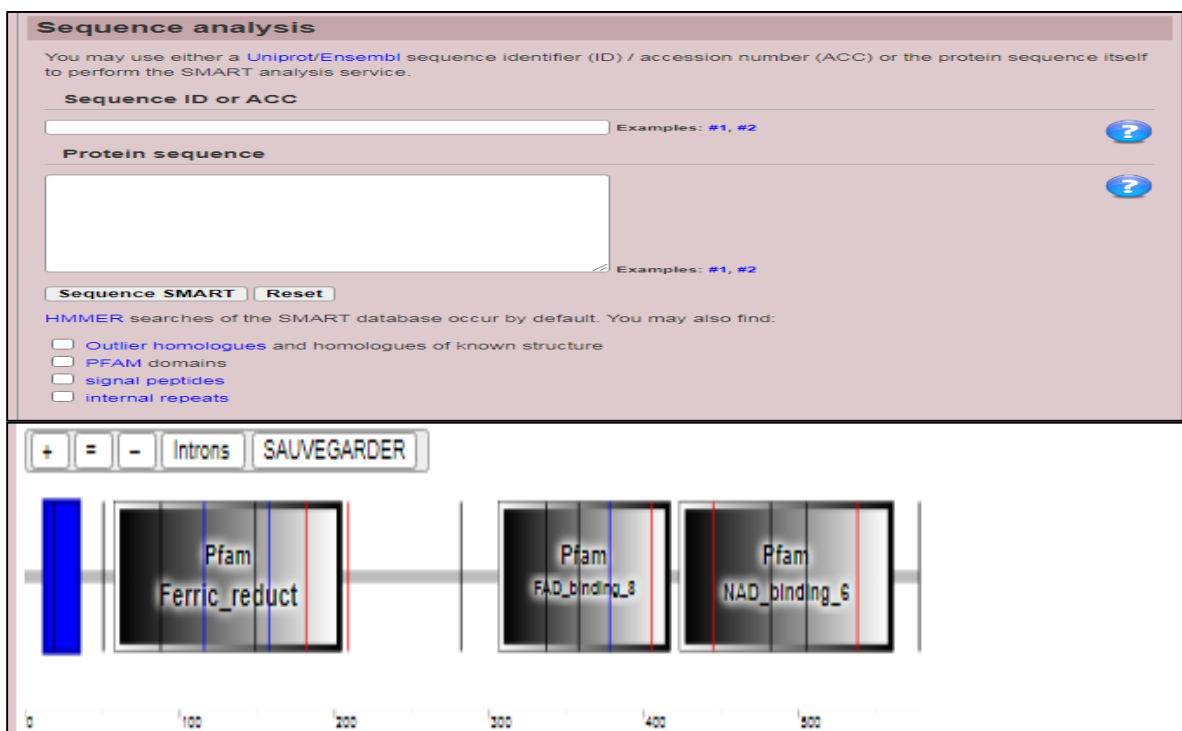 Sequence analysis
You may use either a Uniprot/Ensembl sequence identifier (ID) / accession number (ACC) or the protein sequence itself
to perform the SMART analysis service.
Sequence ID or ACC
Examples: #1, #2
?
Protein sequence
?
Examples: #1, #2
Sequence SMART Reset
HMMER searches of the SMART database occur by default. You may also find:
Outlier homologues and homologues of known structure
PFAM domains
signal peptides
internal repeats
+ = - Introns SAUVEGARDER
Pfam Pfam Pfam
Ferric_reduct FAD_binding_8 NAD_binding_6
0 100 200 300 400 500